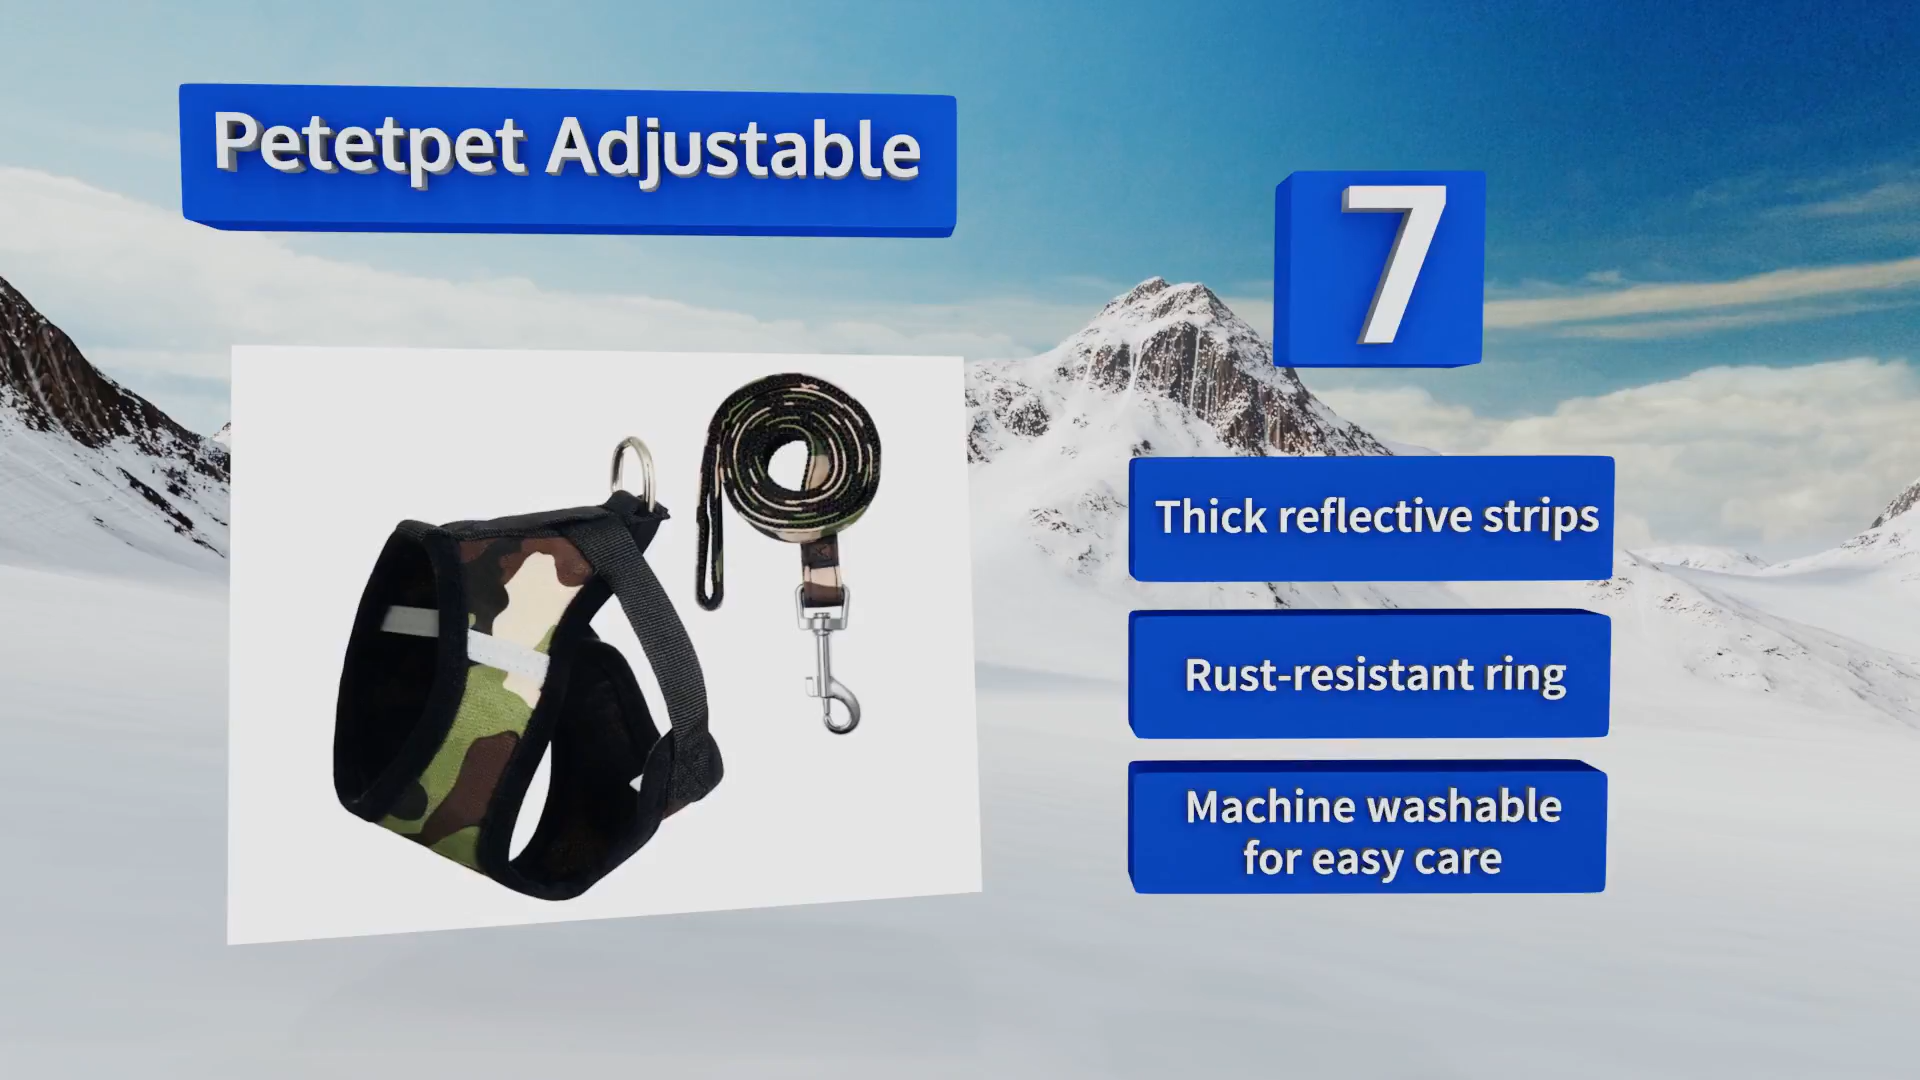 Petetpet Adjustable
7
Thick reflective strips
Rust-resistant ring
Machine washable
for easy care